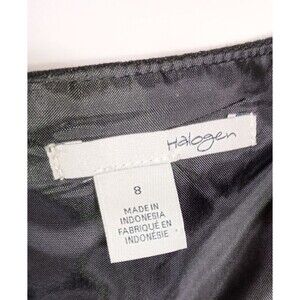 Halogen
8
MADE IN
INDONESIA
FABRIQUÉ EN
INDONÉSIE